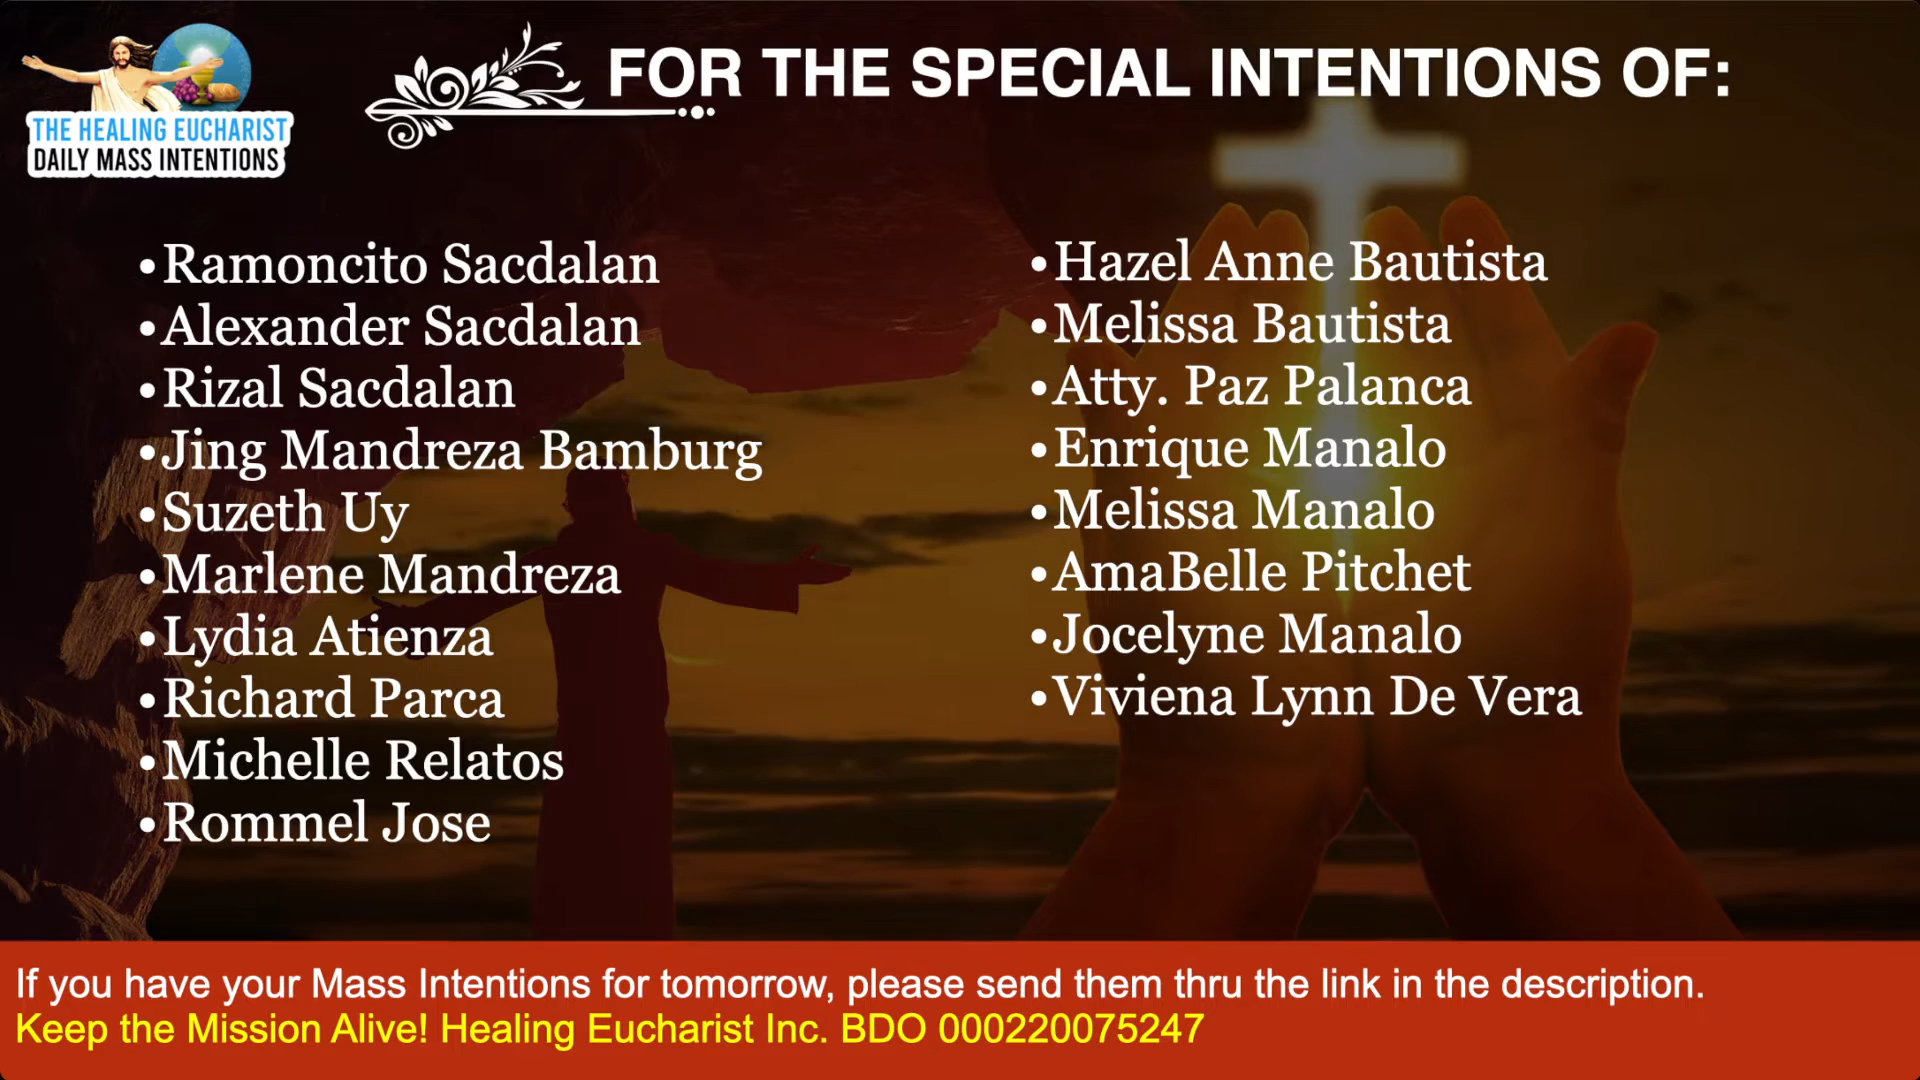 THE HEALING EUCHARIST
DAILY MASS INTENTIONS
FOR THE SPECIAL INTENTIONS OF:
•Ramoncito Sacdalan
•Alexander Sacdalan
•Rizal Sacdalan
•Jing Mandreza Bamburg
•Suzeth Uy
•Marlene Mandreza
•Lydia Atienza
•Richard Parca
•Michelle Relatos
•Rommel Jose
•Hazel Anne Bautista
•Melissa Bautista
•Atty. Paz Palanca
•Enrique Manalo
•Melissa Manalo
•AmaBelle Pitchet
•Jocelyne Manalo
•Viviena Lynn De Vera
If you have your Mass Intentions for tomorrow, please send them thru the link in the description.
Keep the Mission Alive! Healing Eucharist Inc. BDO 000220075247